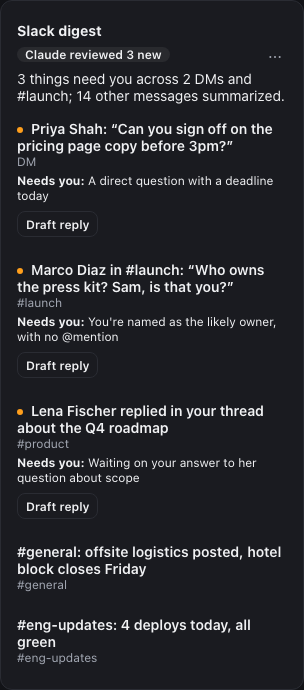 Slack digest
Claude reviewed 3 new
...
3 things need you across 2 DMs and
#launch; 14 other messages summarized.
Priya Shah: “Can you sign off on the
pricing page copy before 3pm?”
DM
Needs you: A direct question with a deadline
today
Draft reply
Marco Diaz in #launch: “Who owns
the press kit? Sam, is that you?”
#launch
Needs you: You're named as the likely owner,
with no @mention
Draft reply
Lena Fischer replied in your thread
about the Q4 roadmap
#product
Needs you: Waiting on your answer to her
question about scope
Draft reply
#general: offsite logistics posted, hotel
block closes Friday
#general
#eng-updates: 4 deploys today, all
green
#eng-updates